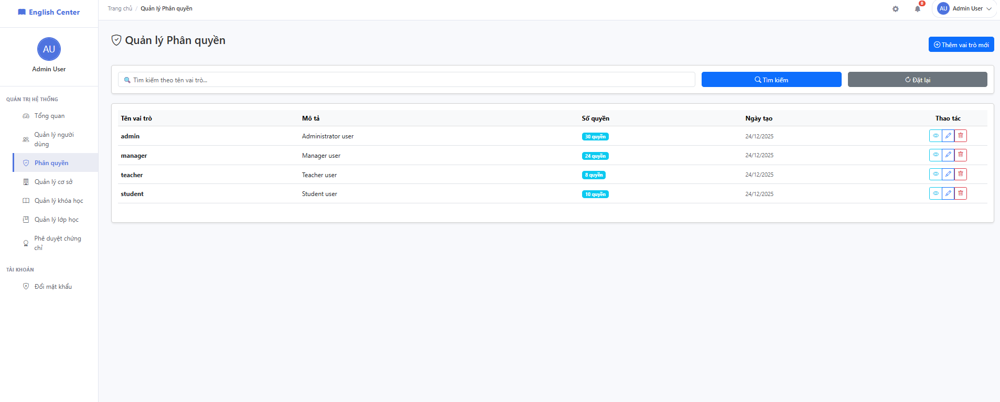 English Center
Trang chủ / Quản lý Phân quyền
0
AU
Admin User
AU
Admin User
Quản lý Phân quyền
Thêm vai trò mới
Tìm kiếm theo tên vai trò...
Tìm kiếm
Đặt lại
QUẢN TRỊ HỆ THỐNG
Tổng quan
Quản lý người
dùng
Phân quyền
Quản lý cơ sở
Quản lý khóa học
Quản lý lớp học
Phê duyệt chứng
chỉ
TÀI KHOẢN
Đổi mật khẩu
Tên vai trò Mô tả Số quyền Ngày tạo Thao tác
admin Administrator user 30 quyền 24/12/2025
manager Manager user 24 quyền 24/12/2025
teacher Teacher user 8 quyền 24/12/2025
student Student user 10 quyền 24/12/2025